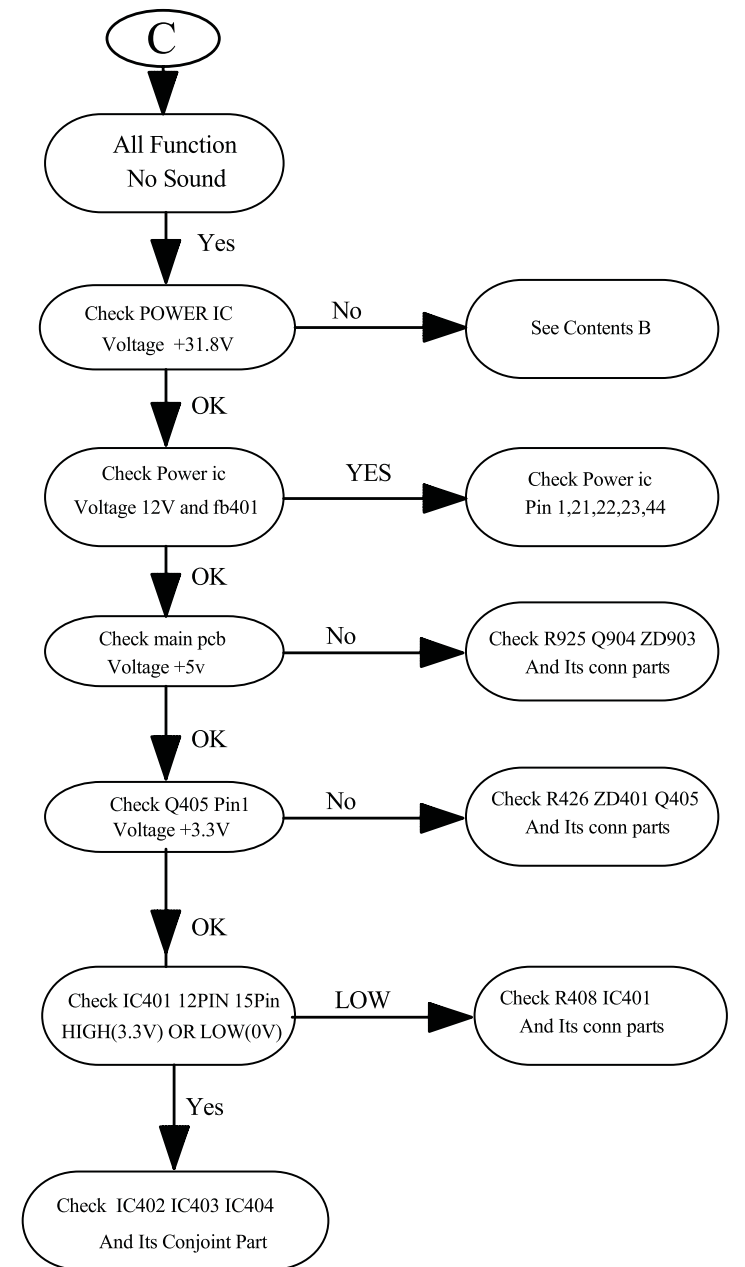 C
All Function
No Sound
Yes
Check POWER IC
Voltage +31.8V
No
See Contents B
OK
Check Power ic
Voltage 12V and fb401
YES
Check Power ic
Pin 1,21,22,23,44
OK
Check main pcb
Voltage +5v
No
Check R925 Q904 ZD903
And Its conn parts
OK
Check Q405 Pin1
Voltage +3.3V
No
Check R426 ZD401 Q405
And Its conn parts
OK
Check IC401 12PIN 15Pin
HIGH(3.3V) OR LOW(0V)
LOW
Check R408 IC401
And Its conn parts
Yes
Check IC402 IC403 IC404
And Its Conjoint Part